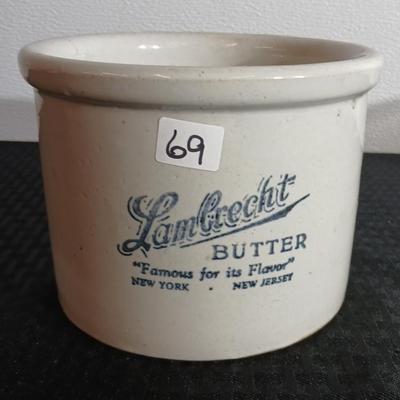 69
Lambrecht
BUTTER
"Famous for its Flavor"
NEW YORK · NEW JERSEY